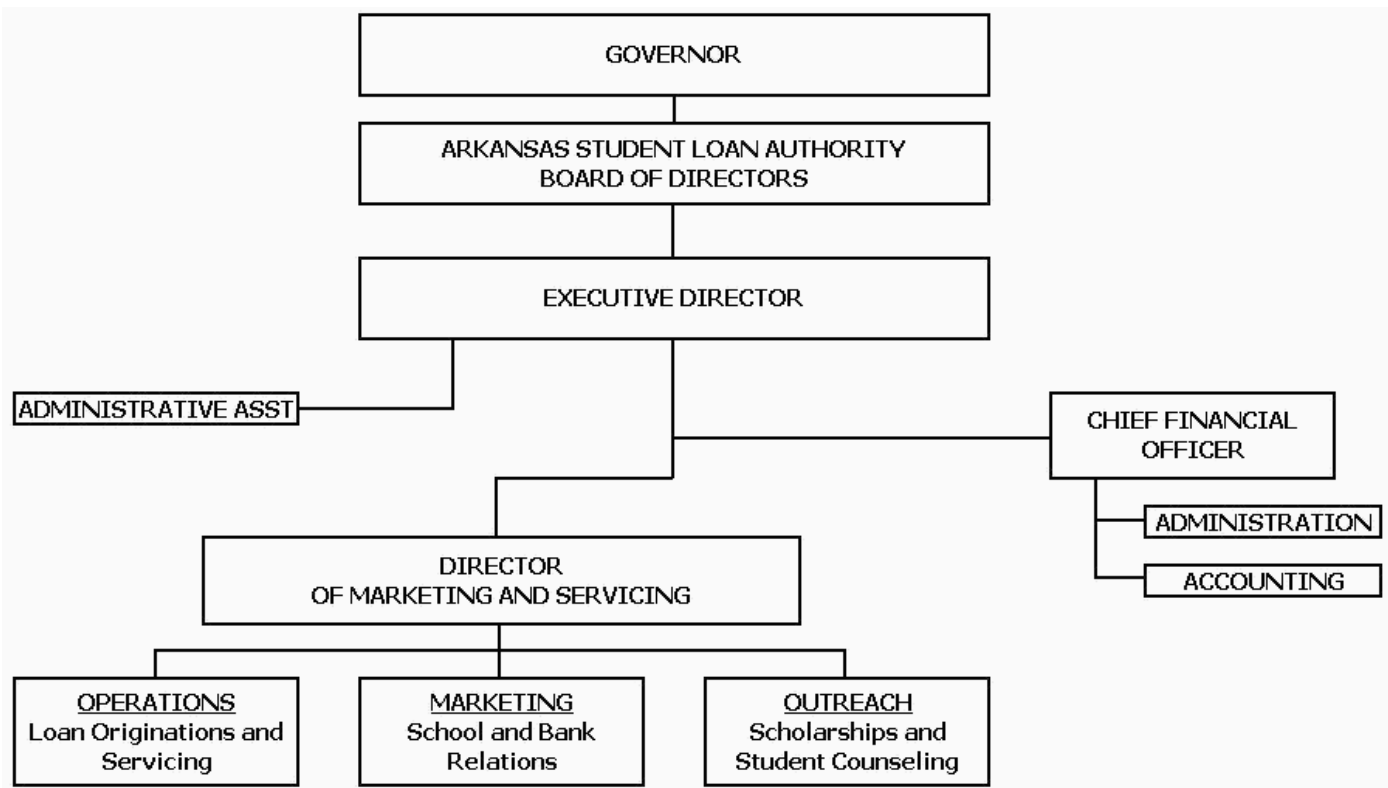 GOVERNOR
ARKANSAS STUDENT LOAN AUTHORITY
BOARD OF DIRECTORS
EXECUTIVE DIRECTOR
ADMINISTRATIVE ASST
CHIEF FINANCIAL
OFFICER
ADMINISTRATION
ACCOUNTING
DIRECTOR
OF MARKETING AND SERVICING
OPERATIONS
Loan Originations and
Servicing
MARKETING
School and Bank
Relations
OUTREACH
Scholarships and
Student Counseling